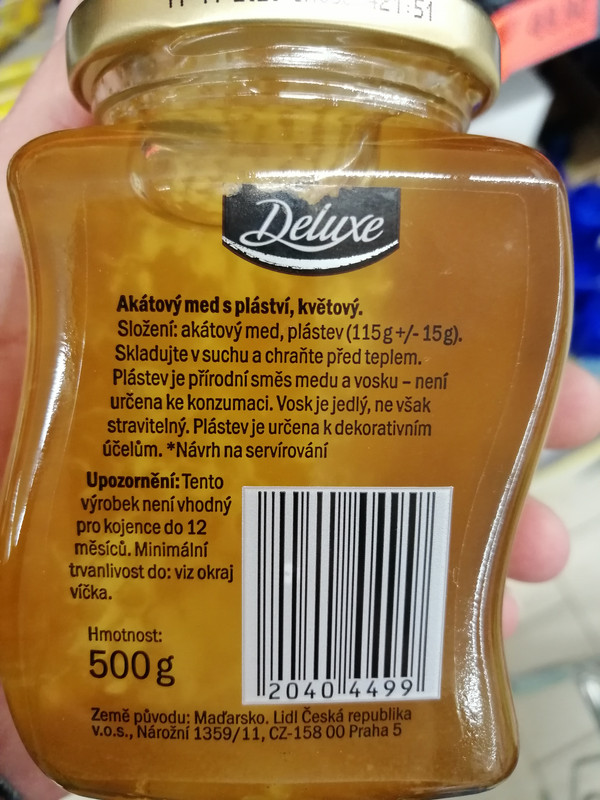 421:51
Deluxe
Akátový med s pláství, květový.
Složení: akátový med, plástev (115g +/- 15g).
Skladujte v suchu a chraňte před teplem.
Plástev je přírodní směs medu a vosku – není
určena ke konzumaci. Vosk je jedlý, ne však
stravitelný. Plástev je určena k dekorativním
účelům. *Návrh na servírování
Upozornění: Tento
výrobek není vhodný
pro kojence do 12
měsíců. Minimální
trvanlivost do: viz okraj
víčka.
Hmotnost:
500 g
2040 4499
Země původu: Maďarsko. Lidl Česká republika
v.o.s., Nárožní 1359/11, CZ-158 00 Praha 5